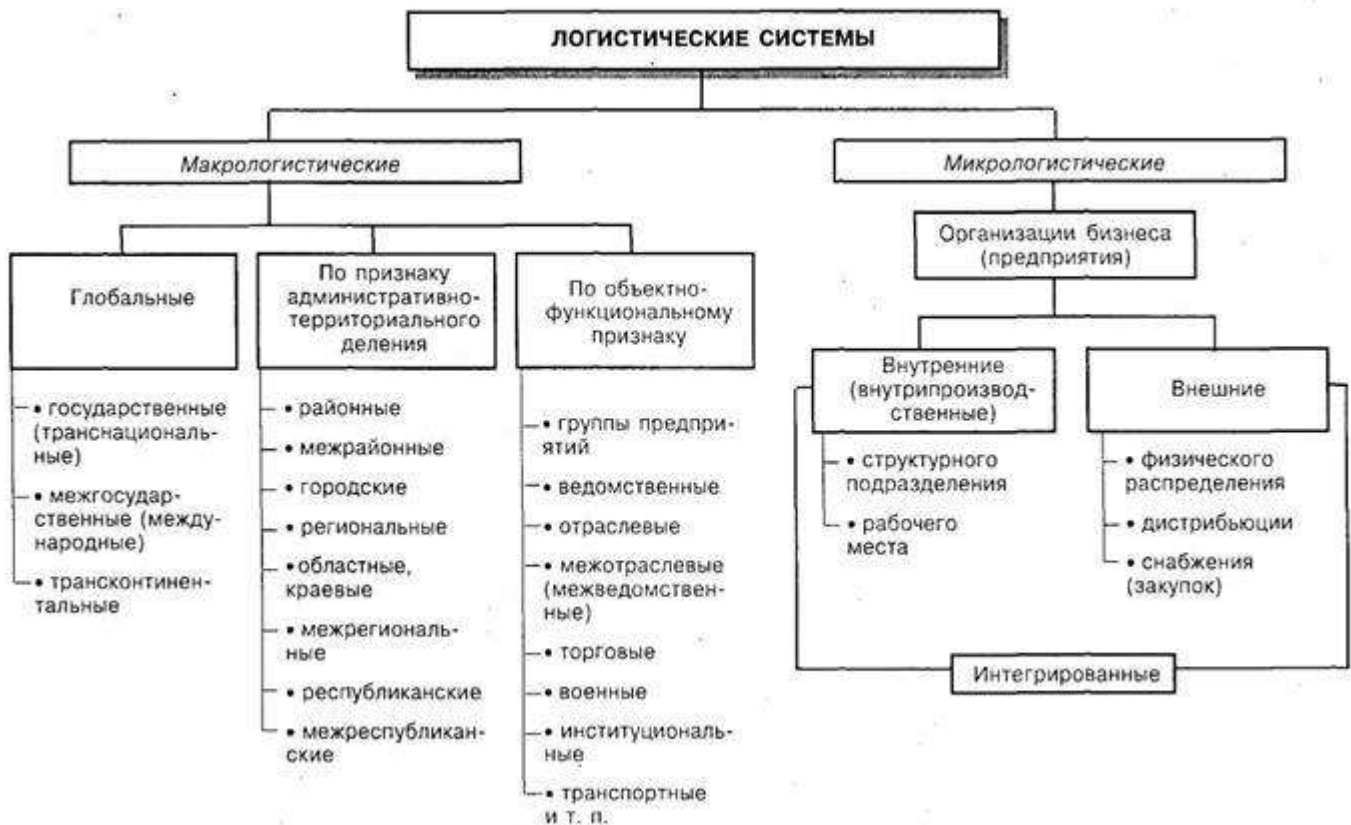 ЛОГИСТИЧЕСКИЕ СИСТЕМЫ
Макрологистические
Микрологистические
Глобальные
• государственные
(транснациональ-
ные)
• межгосудар-
ственные (между-
народные)
• трансконтинен-
тальные
По признаку
административно-
территориального
деления
• районные
• межрайонные
• городские
• региональные
• областные,
краевые
• межрегиональ-
ные
• республиканские
• межреспубликан-
ские
По объектно-
функциональному
признаку
• группы предпри-
ятий
• ведомственные
• отраслевые
• межотраслевые
(межведомствен-
ные)
• торговые
• военные
• институциональ-
ные
• транспортные
и т. п.
Организации бизнеса
(предприятия)
Внутренние
(внутрипроизвод-
ственные)
• структурного
подразделения
• рабочего
места
Внешние
• физического
распределения
• дистрибьюции
• снабжения
(закупок)
Интегрированные